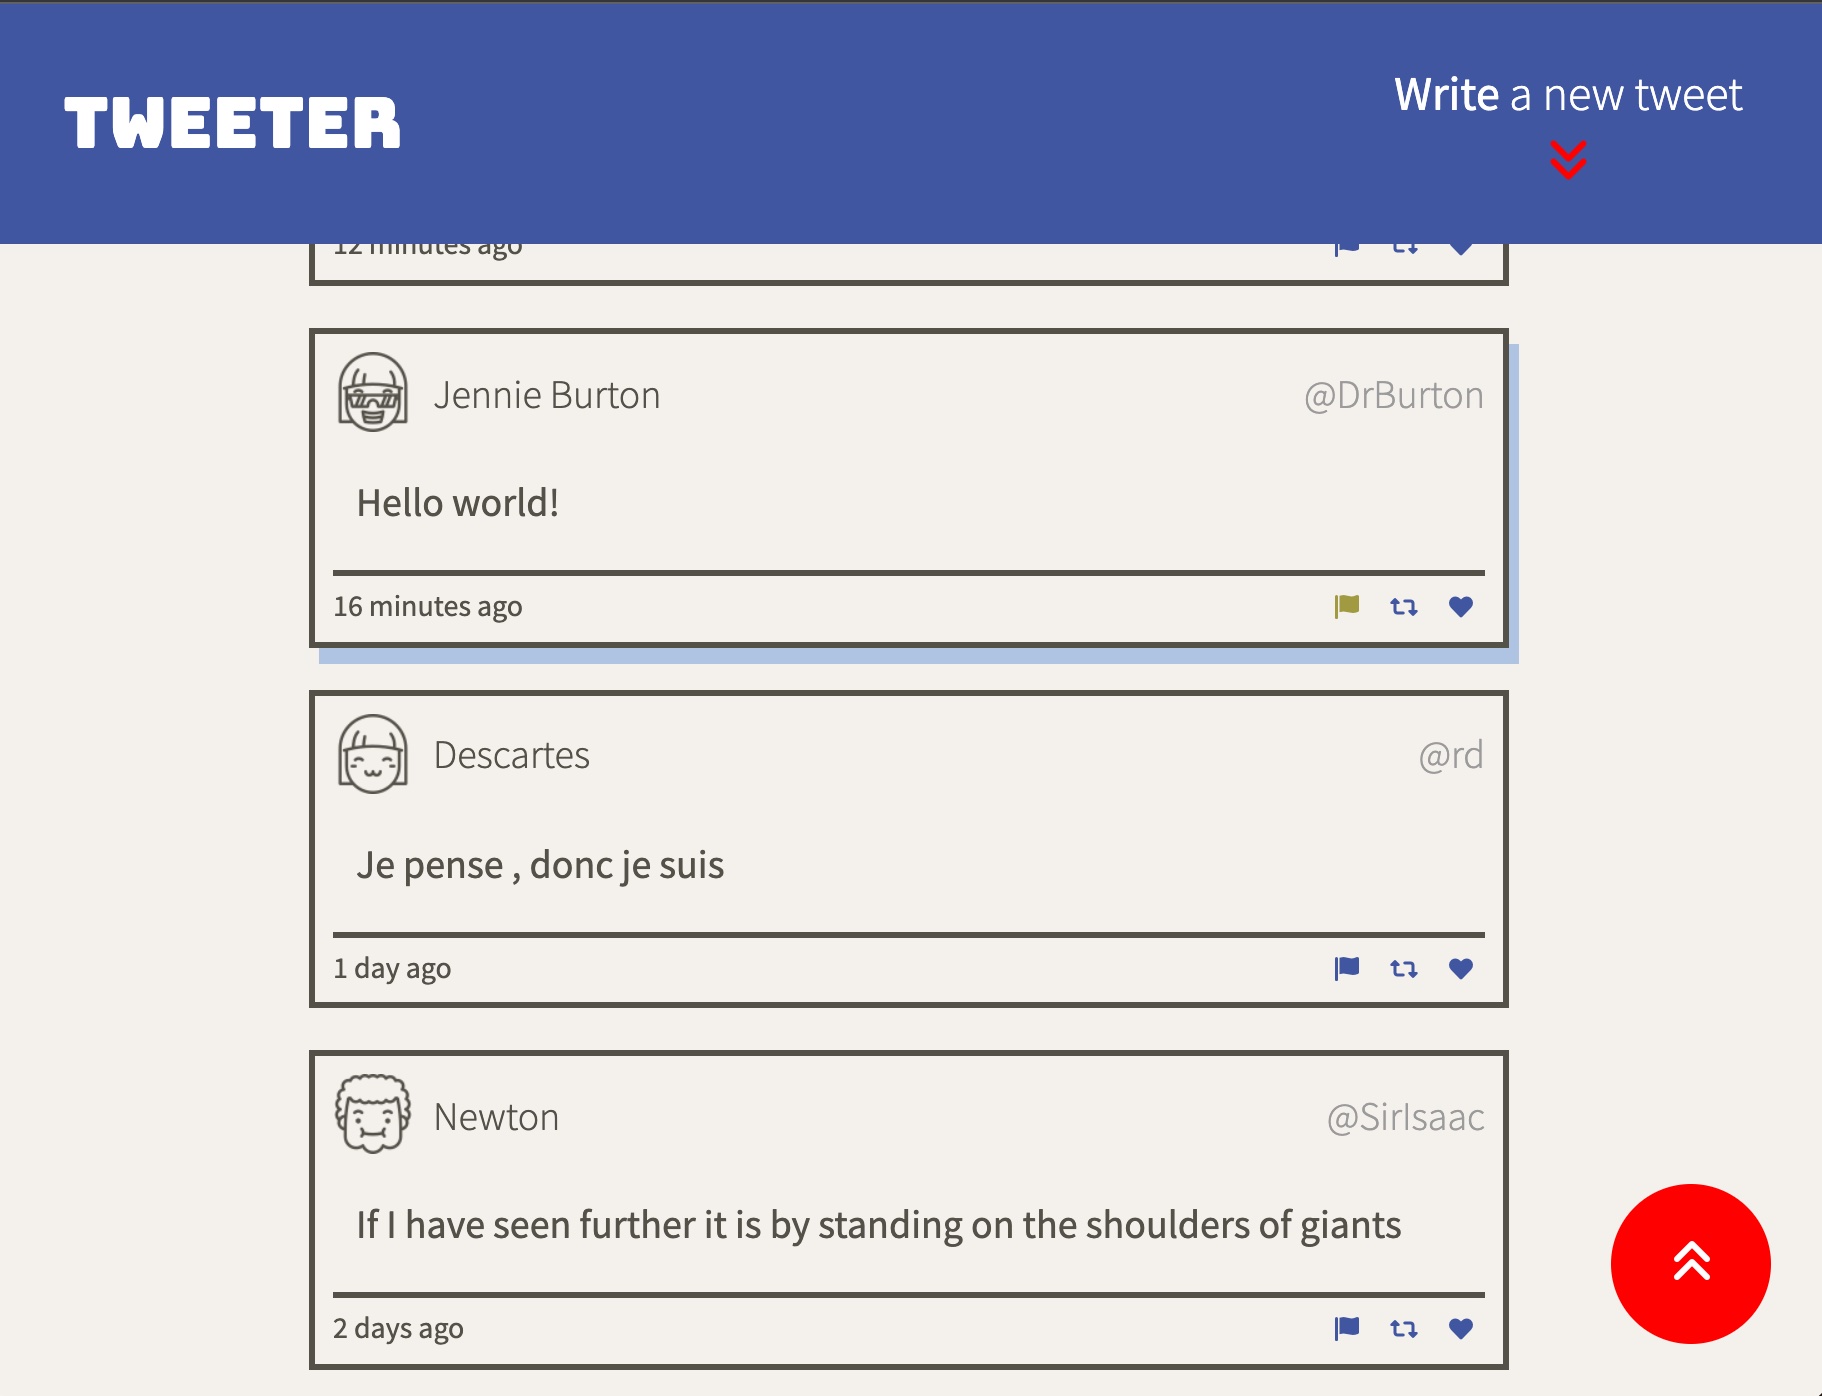 TWEETER
Write a new tweet
12 minutes ago
Jennie Burton
@DrBurton
Hello world!
16 minutes ago
Descartes
@rd
Je pense , donc je suis
1 day ago
Newton
@SirIsaac
If I have seen further it is by standing on the shoulders of giants
2 days ago